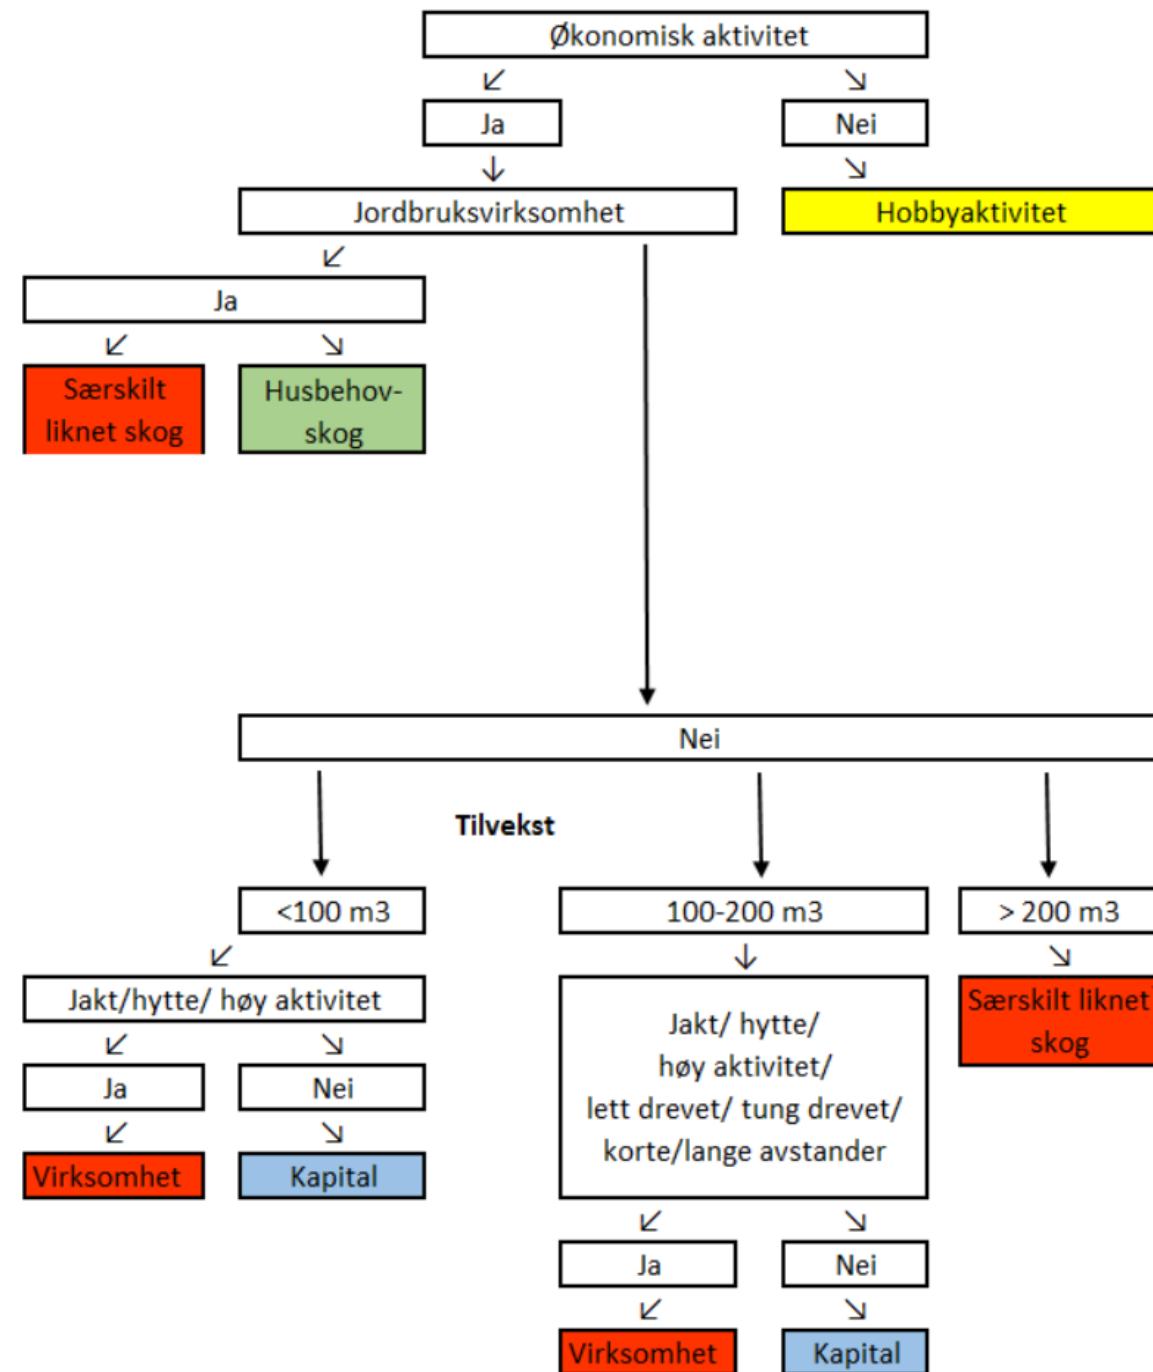 Økonomisk aktivitet
Ja
Nei
Jordbruksvirksomhet
Hobbyaktivitet
Ja
Særskilt
liknet skog
Husbehov-
skog
Nei
Tilvekst
<100 m3
100-200 m3
> 200 m3
Jakt/hytte/ høy aktivitet
Jakt/ hytte/
høy aktivitet/
lett drevet/ tung drevet/
korte/lange avstander
Særskilt liknet
skog
Ja
Nei
Virksomhet
Kapital
Ja
Nei
Virksomhet
Kapital